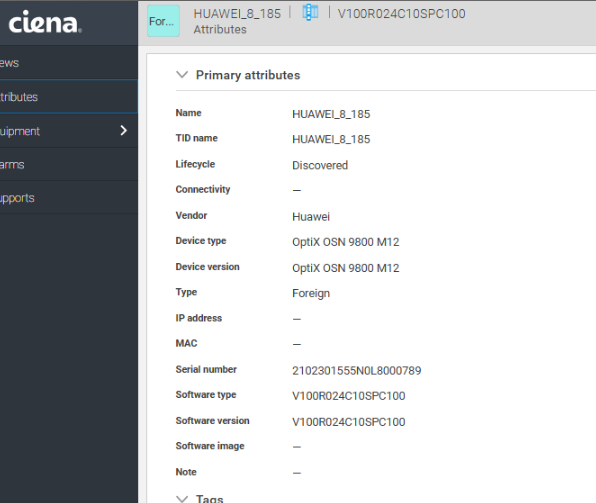 ciena
For...
HUAWEI_8_185 | | V100R024C10SPC100
Attributes
ews
ttributes
uipment
arms
upports
Primary attributes
Name HUAWEI_8_185
TID name HUAWEI_8_185
Lifecycle Discovered
Connectivity —
Vendor Huawei
Device type OptiX OSN 9800 M12
Device version OptiX OSN 9800 M12
Type Foreign
IP address —
MAC —
Serial number 2102301555N0L8000789
Software type V100R024C10SPC100
Software version V100R024C10SPC100
Software image —
Note —
Tags